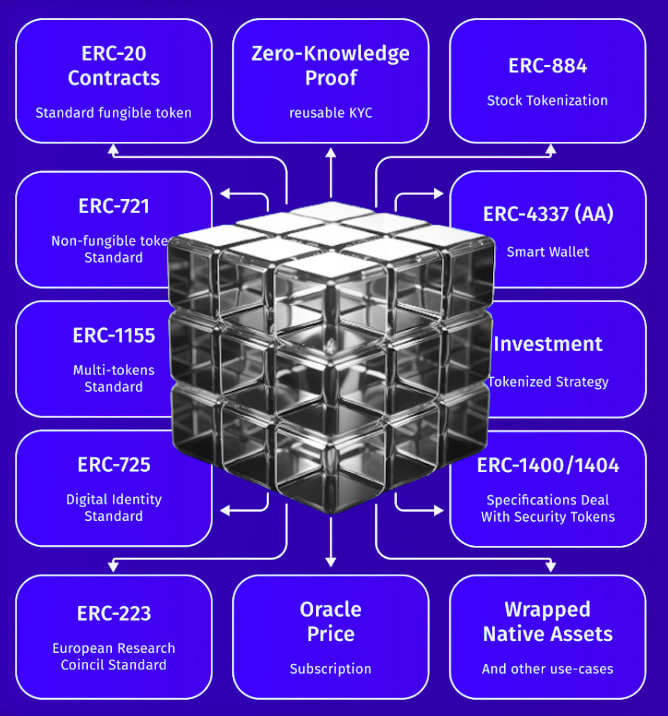 ERC-20
Contracts
Standard fungible token
Zero-Knowledge
Proof
reusable KYC
ERC-884
Stock Tokenization
ERC-721
Non-fungible
Standard
ERC-4337 (AA)
Smart Wallet
ERC-1155
Multi-tokens
Standard
Investment
Tokenized Strategy
ERC-725
Digital Identity
Standard
ERC-1400/1404
Specifications Deal
With Security Tokens
ERC-223
European Research
Coincil Standard
Oracle
Price
Subscription
Wrapped
Native Assets
And other use-cases